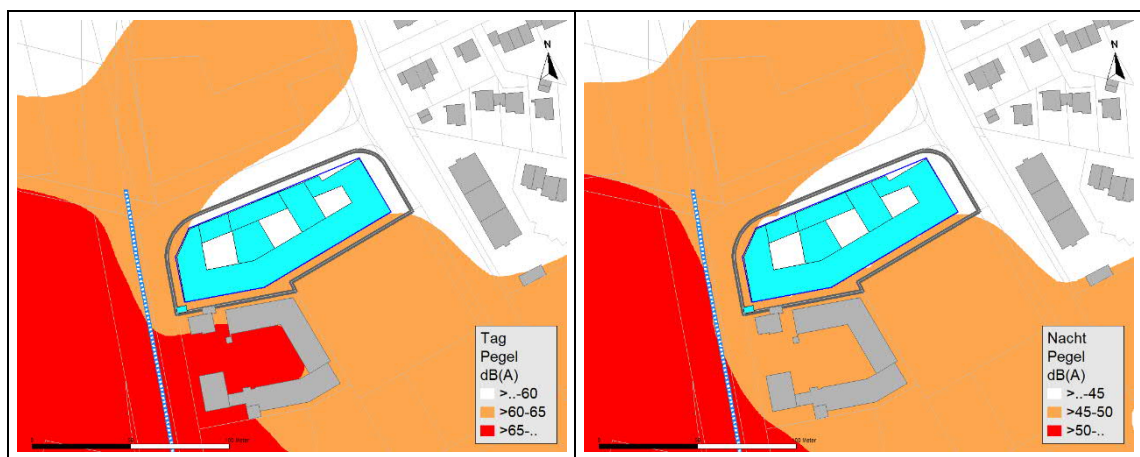 N
Tag
Pegel
dB(A)
>..-60
>60-65
>65-..
N
Nacht
Pegel
dB(A)
>..-45
>45-50
>50-..